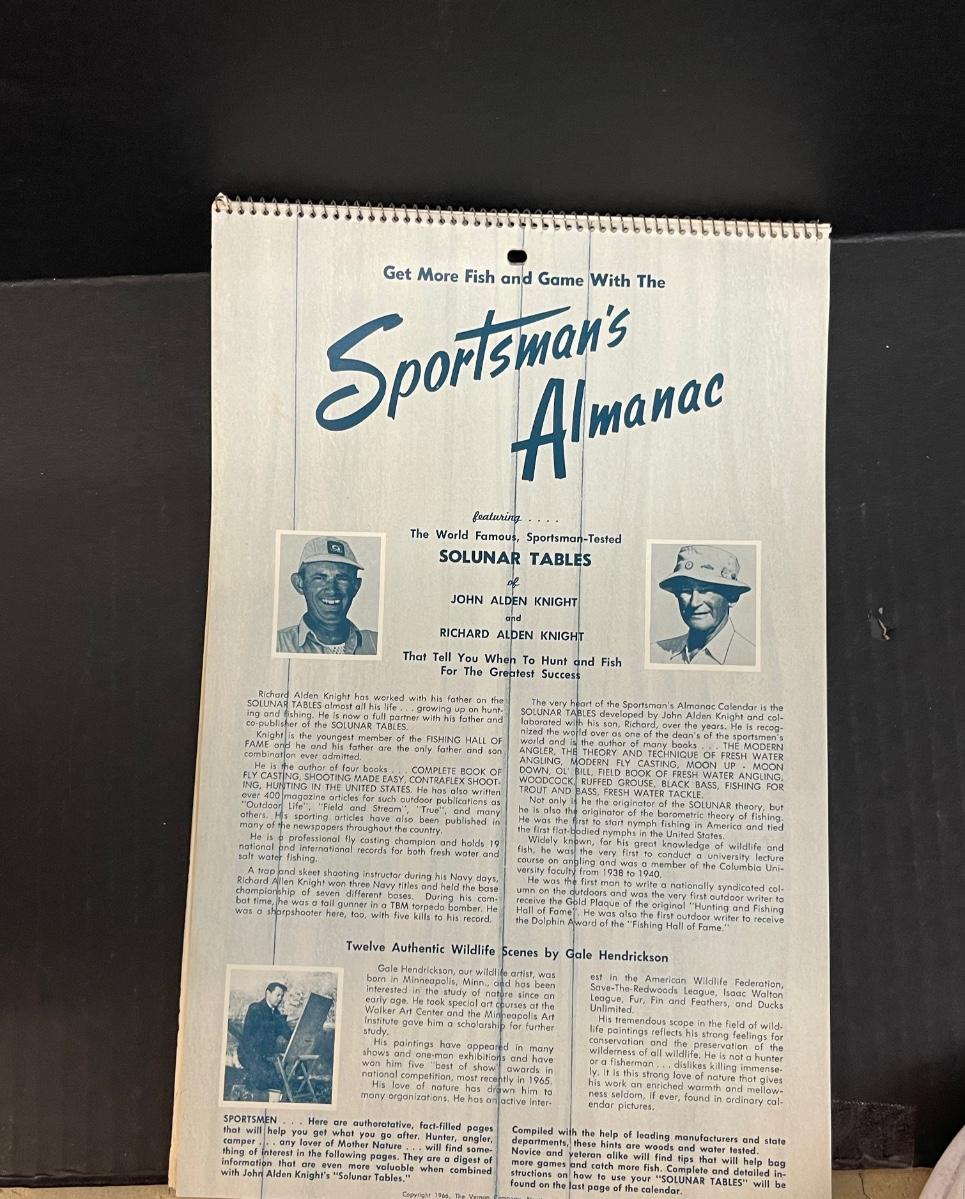 Get More Fish and Game With The
Sportsman's
Almanac
featuring . . . .
The World Famous, Sportsman-Tested
SOLUNAR TABLES
of
JOHN ALDEN KNIGHT
and
RICHARD ALDEN KNIGHT
That Tell You When To Hunt and Fish
For The Greatest Success
Richard Alden Knight has worked with his father on the
SOLUNAR TABLES almost all his life . . . growing up on hunt-
ing and fishing. He is now a full partner with his father and
co-publisher of the SOLUNAR TABLES.
Knight is the youngest member of the FISHING HALL OF
FAME and he and his father are the only father and son
combination ever admitted.
He is the author of four books . . . COMPLETE BOOK OF
FLY CASTING, SHOOTING MADE EASY, CONTRAFLEX SHOOT-
ING, HUNTING IN THE UNITED STATES. He has also written
over 400 magazine articles for such outdoor publications as
"Outdoor Life", "Field and Stream", "True", and many
others. His sporting articles have also been published in
many of the newspapers throughout the country.
He is a professional fly casting champion and holds 19
national and international records for both fresh water and
salt water fishing.
A trap and skeet shooting instructor during his Navy days,
Richard Allen Knight won three Navy titles and held the base
championship of seven different bases. During his com-
bat time, he was a tail gunner in a TBM torpedo bomber. He
was a sharpshooter here, too, with five kills to his record.
The very heart of the Sportsman's Almanac Calendar is the
SOLUNAR TABLES developed by John Alden Knight and col-
laborated with his son, Richard, over the years. He is recog-
nized the world over as one of the dean's of the sportsmen's
world and is the author of many books . . . THE MODERN
ANGLER, THE THEORY AND TECHNIQUE OF FRESH WATER
ANGLING, MODERN FLY CASTING, MOON UP - MOON
DOWN, OL' BILL, FIELD BOOK OF FRESH WATER ANGLING,
WOODCOCK, RUFFED GROUSE, BLACK BASS, FISHING FOR
TROUT AND BASS, FRESH WATER TACKLE.
Not only is he the originator of the SOLUNAR theory, but
he is also the originator of the barometric theory of fishing.
He was the first to start nymph fishing in America and tied
the first flat-bodied nymphs in the United States.
Widely known, for his great knowledge of wildlife and
fish, he was the very first to conduct a university lecture
course on angling and was a member of the Columbia Uni-
versity faculty from 1938 to 1940.
He was the first man to write a nationally syndicated col-
umn on the outdoors and was the very first outdoor writer to
receive the Gold Plaque of the original "Hunting and Fishing
Hall of Fame". He was also the first outdoor writer to receive
the Dolphin Award of the "Fishing Hall of Fame."
Twelve Authentic Wildlife Scenes by Gale Hendrickson
Gale Hendrickson, our wildlife artist, was
born in Minneapolis, Minn., and has been
interested in the study of nature since an
early age. He took special art courses at the
Walker Art Center and the Minneapolis Art
Institute gave him a scholarship for further
study.
His paintings have appeared in many
shows and one-man exhibitions and have
won him five "best of show" awards in
national competition, most recently in 1965.
His love of nature has drawn him to
many organizations. He has an active inter-
est in the American Wildlife Federation,
Save-The-Redwoods League, Isaac Walton
League, Fur, Fin and Feathers, and Ducks
Unlimited.
His tremendous scope in the field of wild-
life paintings reflects his strong feelings for
conservation and the preservation of the
wilderness of all wildlife. He is not a hunter
or a fisherman . . . dislikes killing immense-
ly. It is this strong love of nature that gives
his work an enriched warmth and mellow-
ness seldom, if ever, found in ordinary cal-
endar pictures.
SPORTSMEN . . . Here are authoratative, fact-filled pages
that will help you get what you go after. Hunter, angler,
camper . . . any lover of Mother Nature . . . will find some-
thing of interest in the following pages. They are a digest of
information that are even more valuable when combined
with John Alden Knight's "Solunar Tables."
Compiled with the help of leading manufacturers and state
departments, these hints are woods and water tested.
Novice and veteran alike will find tips that will help bag
more games and catch more fish. Complete and detailed in-
structions on how to use your "SOLUNAR TABLES" will be
found on the last page of the calendar.
Copyright 1966, The Vernon